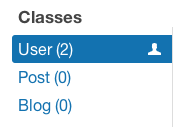 Classes
User (2)
Post (0)
Blog (0)